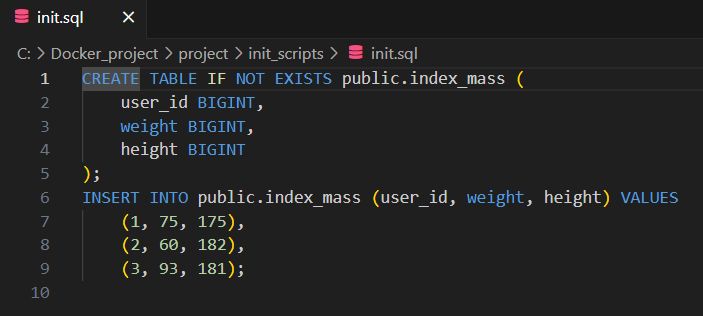 init.sql
C: > Docker_project > project > init_scripts > init.sql
1 CREATE TABLE IF NOT EXISTS public.index_mass (
2     user_id BIGINT,
3     weight BIGINT,
4     height BIGINT
5 );
6 INSERT INTO public.index_mass (user_id, weight, height) VALUES
7     (1, 75, 175),
8     (2, 60, 182),
9     (3, 93, 181);
10